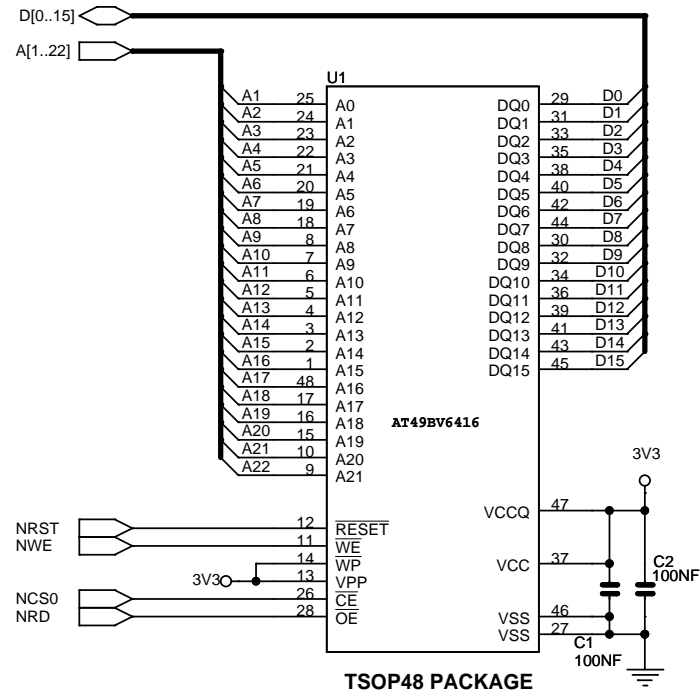 D[0..15]
A[1..22]
U1
A1 25 A0 DQ0 29 D0
A2 24 A1 DQ1 31 D1
A3 23 A2 DQ2 33 D2
A4 22 A3 DQ3 35 D3
A5 21 A4 DQ4 38 D4
A6 20 A5 DQ5 40 D5
A7 19 A6 DQ6 42 D6
A8 18 A7 DQ7 44 D7
A9 8 A8 DQ8 30 D8
A10 7 A9 DQ9 32 D9
A11 6 A10 DQ10 34 D10
A12 5 A11 DQ11 36 D11
A13 4 A12 DQ12 39 D12
A14 3 A13 DQ13 41 D13
A15 2 A14 DQ14 43 D14
A16 1 A15 DQ15 45 D15
A17 48 A16
A18 17 A17
A19 16 A18
A20 15 A19
A21 10 A20
A22 9 A21
AT49BV6416
3V3
VCCQ 47
NRST 12 RESET
NWE 11 WE
14 WP
3V3 13 VPP
VCC 37
C2
100NF
NCS0 26 CE
NRD 28 OE
VSS 46
VSS 27
C1
100NF
TSOP48 PACKAGE